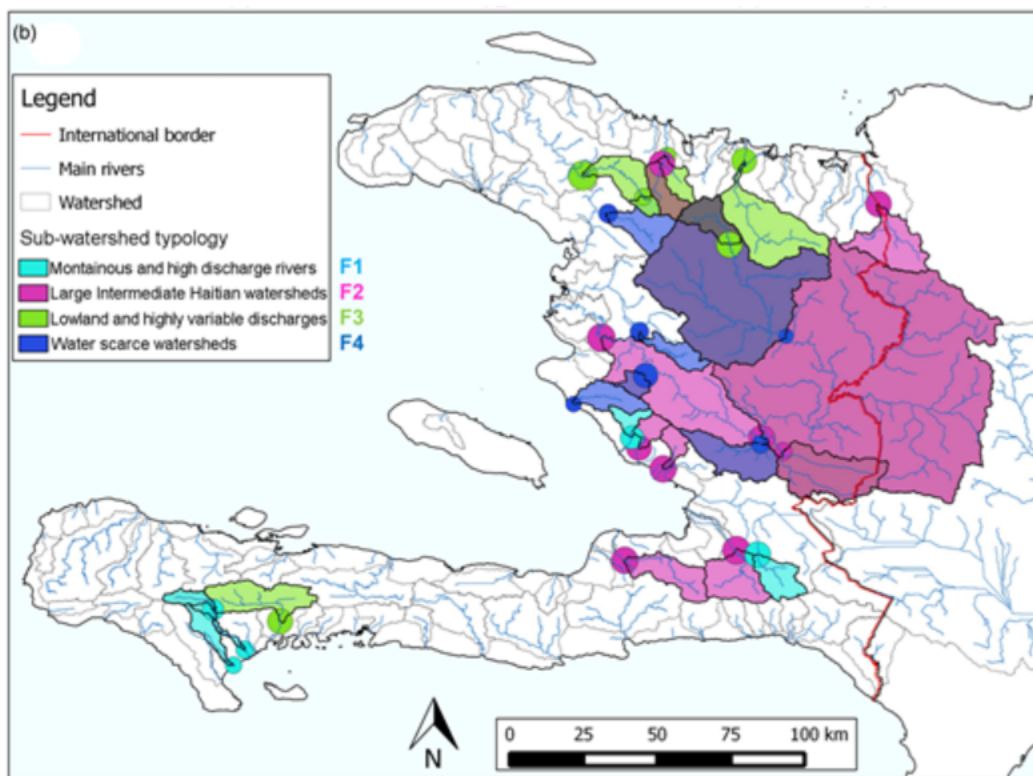 (b)
Legend
International border
Main rivers
Watershed
Sub-watershed typology
Montainous and high discharge rivers F1
Large Intermediate Haitian watersheds F2
Lowland and highly variable discharges F3
Water scarce watersheds F4
N
0 25 50 75 100 km